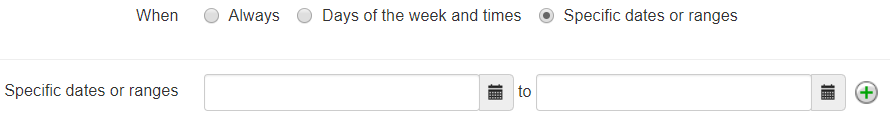 When Always Days of the week and times Specific dates or ranges
Specific dates or ranges to